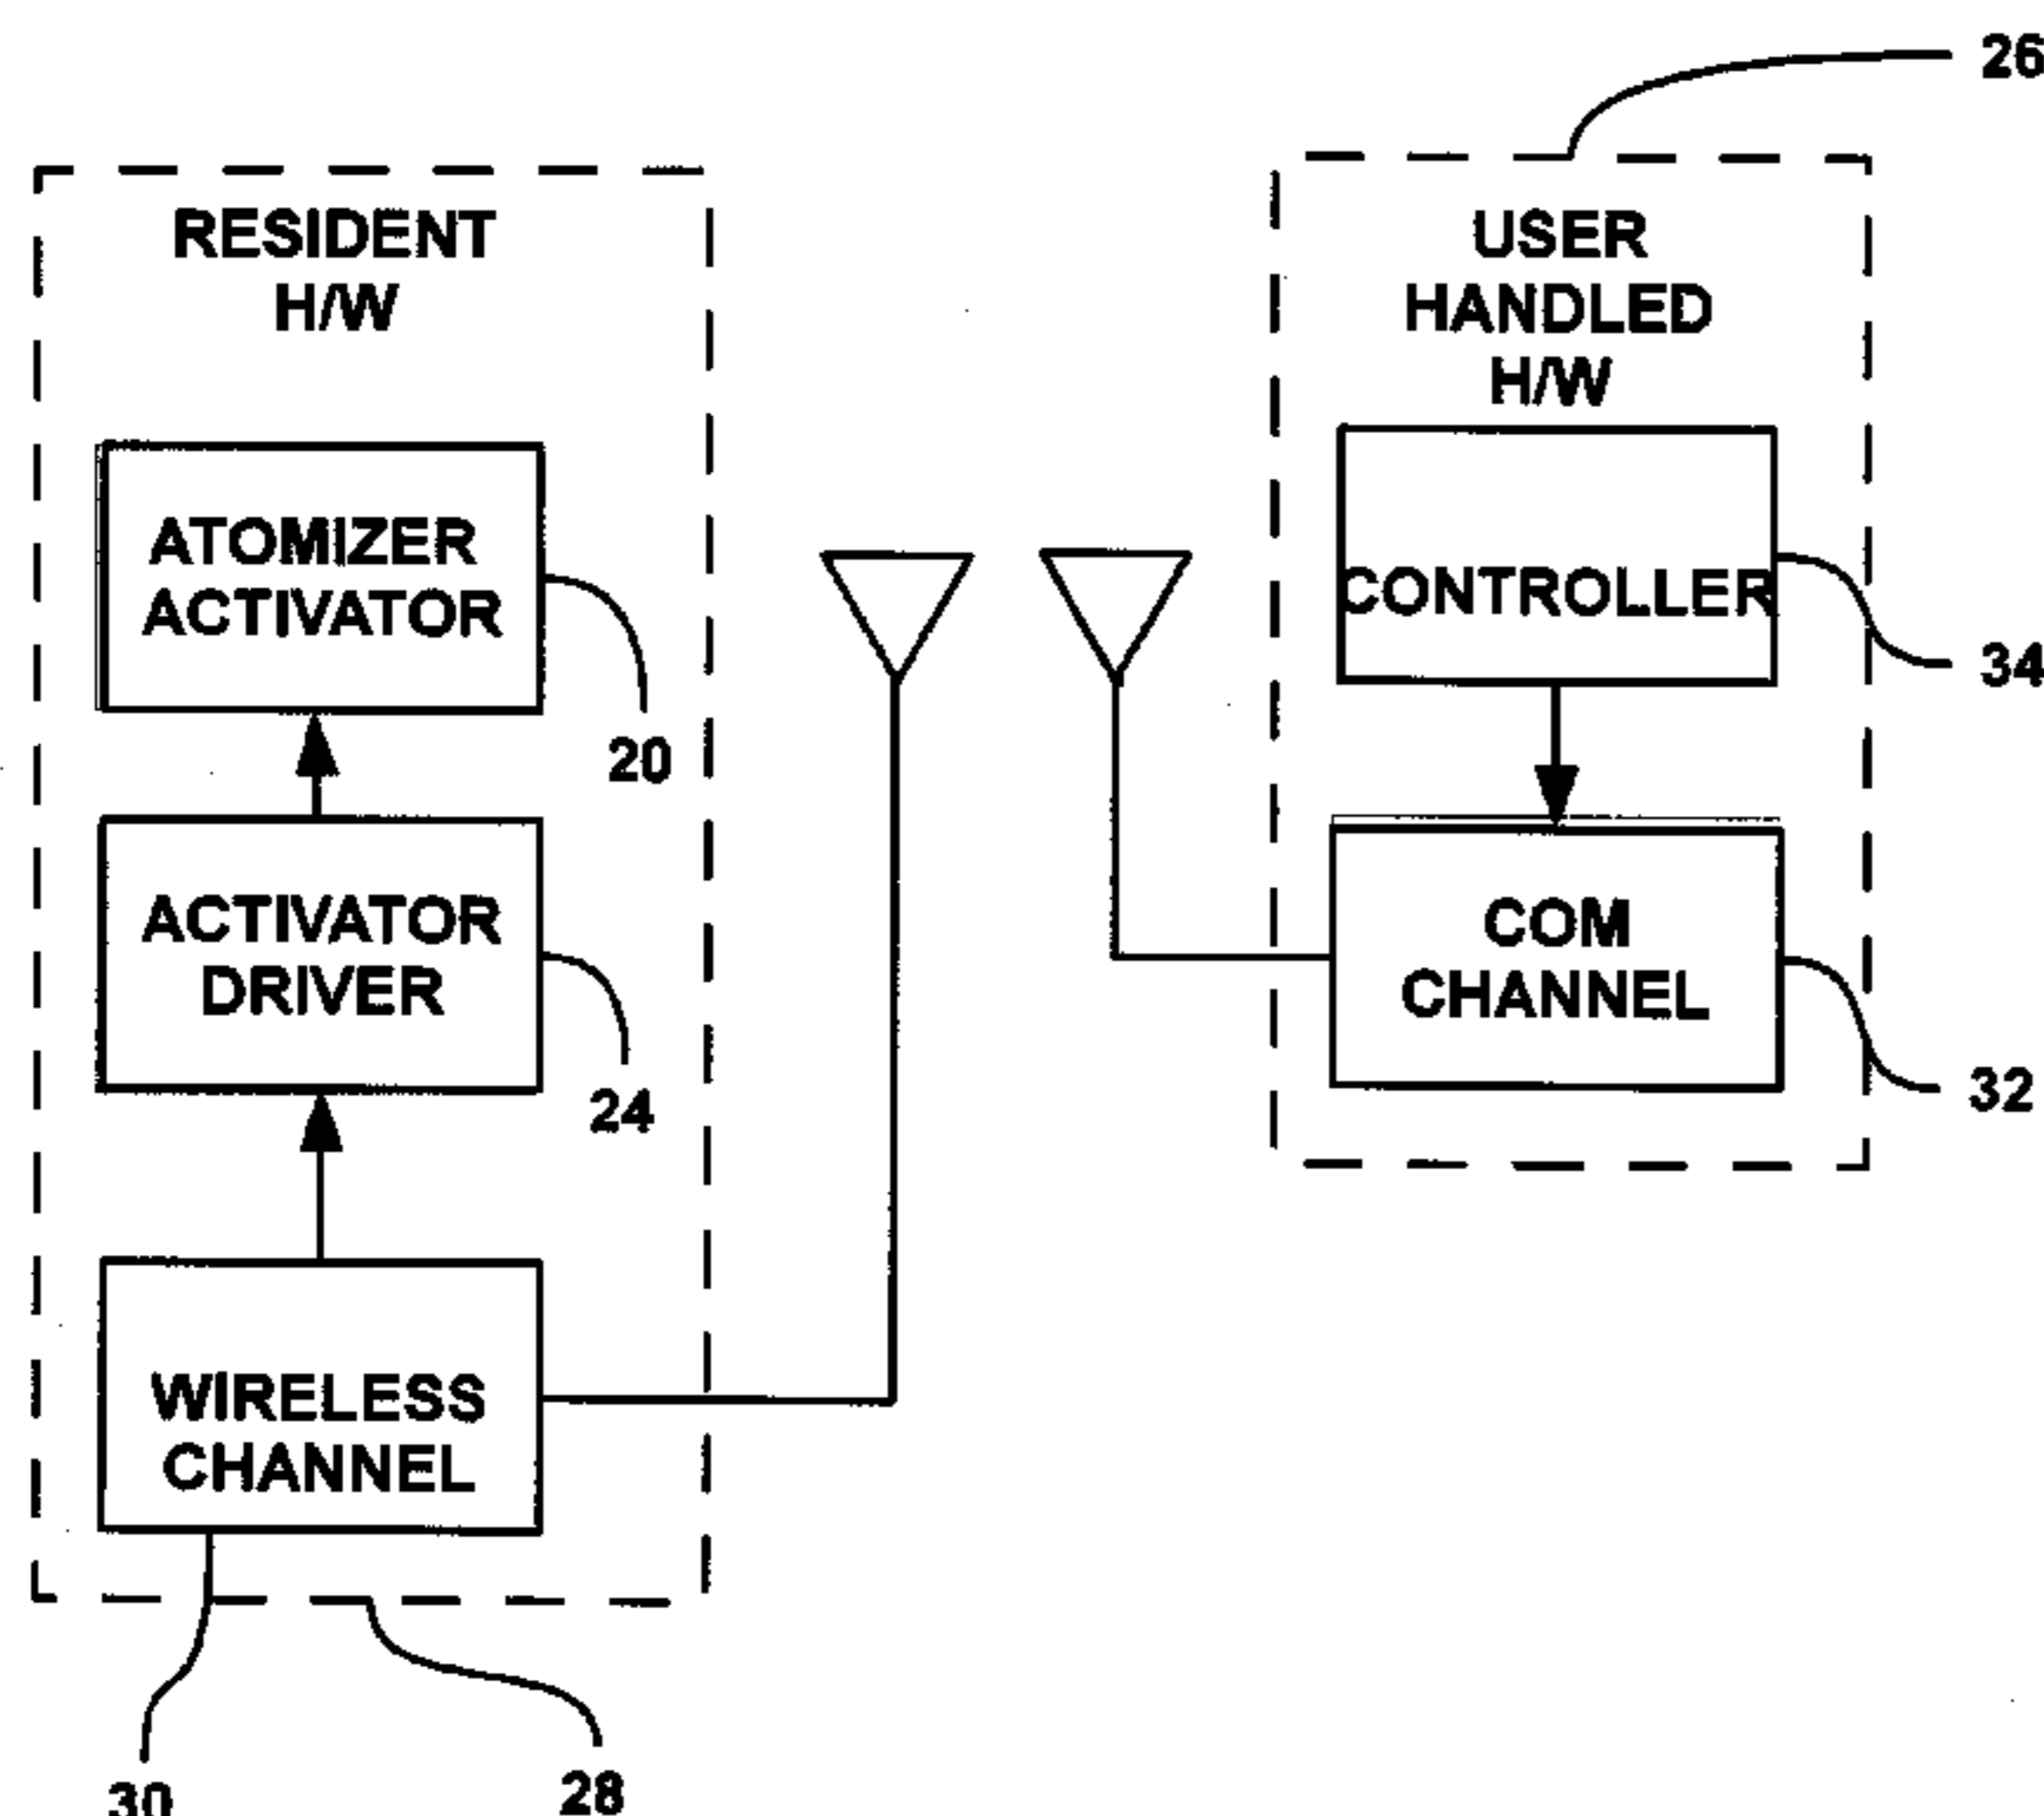 26
RESIDENT
H/W
ATOMIZER
ACTIVATOR
20
ACTIVATOR
DRIVER
24
WIRELESS
CHANNEL
30
28
USER
HANDLED
H/W
CONTROLLER
34
COM
CHANNEL
32